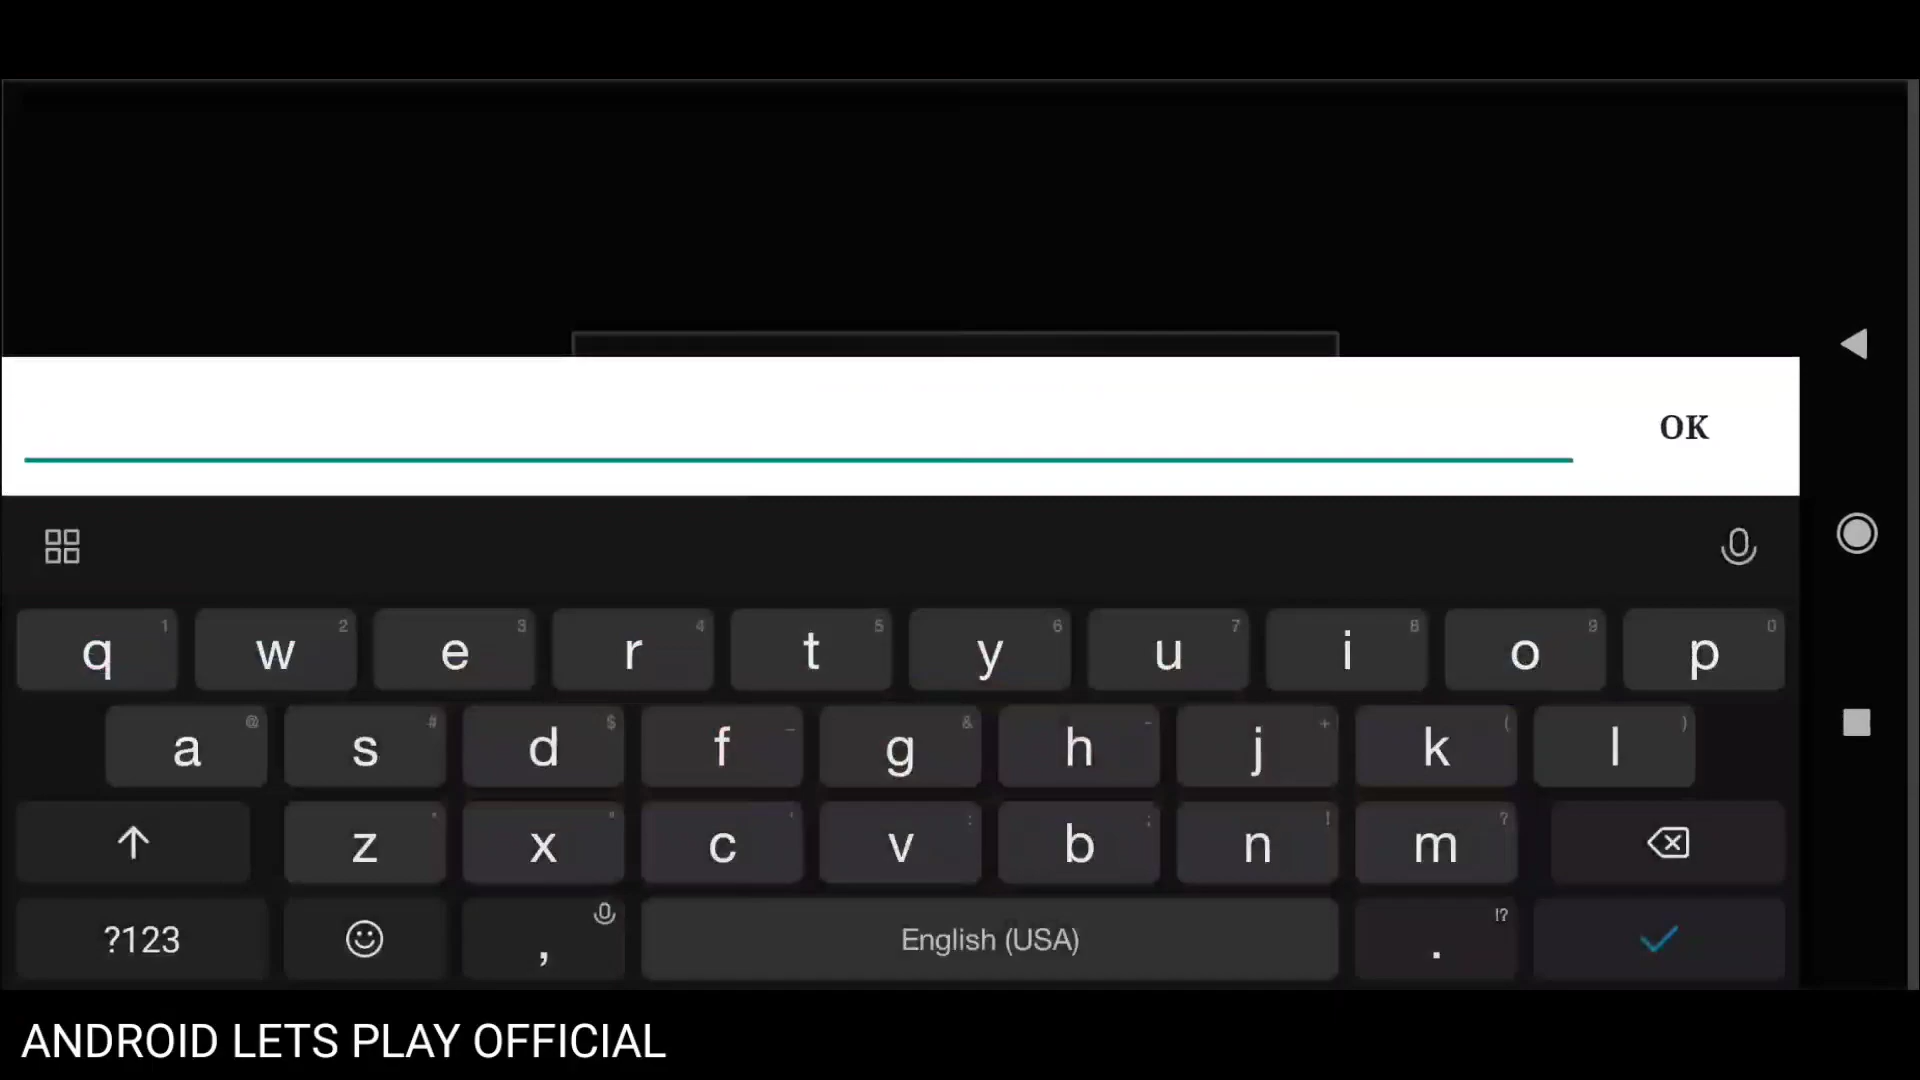 OK
q 1 w 2 e 3 r 4 t 5 y 6 u 7 i 8 o 9 p 0
a @ s # d $ f _ g & h - j + k ( l )
z * x " c ' v : b ; n ! m ?
?123 , English (USA) . !?
ANDROID LETS PLAY OFFICIAL